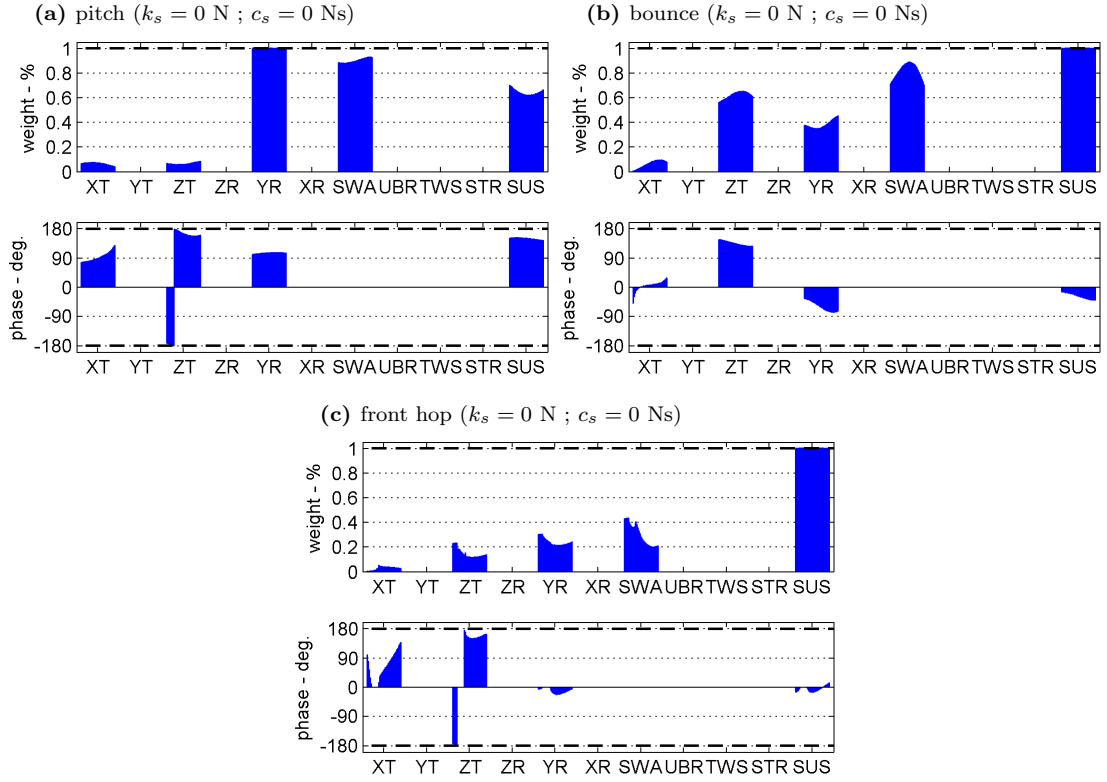 (a) pitch (kₛ = 0 N ; cₛ = 0 Ns)
1
0.8
0.6
0.4
0.2
0
weight - %
XT YT ZT ZR YR XR SWA UBR TWS STR SUS
180
90
0
-90
-180
phase - deg.
XT YT ZT ZR YR XR SWA UBR TWS STR SUS
(b) bounce (kₛ = 0 N ; cₛ = 0 Ns)
1
0.8
0.6
0.4
0.2
0
weight - %
XT YT ZT ZR YR XR SWA UBR TWS STR SUS
180
90
0
-90
-180
phase - deg.
XT YT ZT ZR YR XR SWA UBR TWS STR SUS
(c) front hop (kₛ = 0 N ; cₛ = 0 Ns)
1
0.8
0.6
0.4
0.2
0
weight - %
XT YT ZT ZR YR XR SWA UBR TWS STR SUS
180
90
0
-90
-180
phase - deg.
XT YT ZT ZR YR XR SWA UBR TWS STR SUS